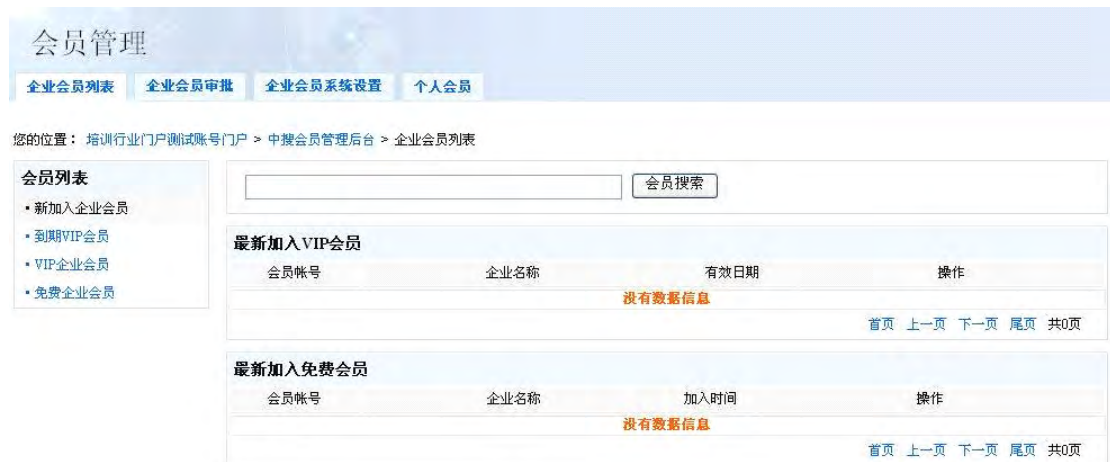 会员管理
企业会员列表 企业会员审批 企业会员系统设置 个人会员
您的位置： 培训行业门户测试账号门户 > 中搜会员管理后台 > 企业会员列表
会员列表
• 新加入企业会员
• 到期VIP会员
• VIP企业会员
• 免费企业会员
会员搜索
最新加入VIP会员
会员帐号 企业名称 有效日期 操作
没有数据信息
首页 上一页 下一页 尾页 共0页
最新加入免费会员
会员帐号 企业名称 加入时间 操作
没有数据信息
首页 上一页 下一页 尾页 共0页